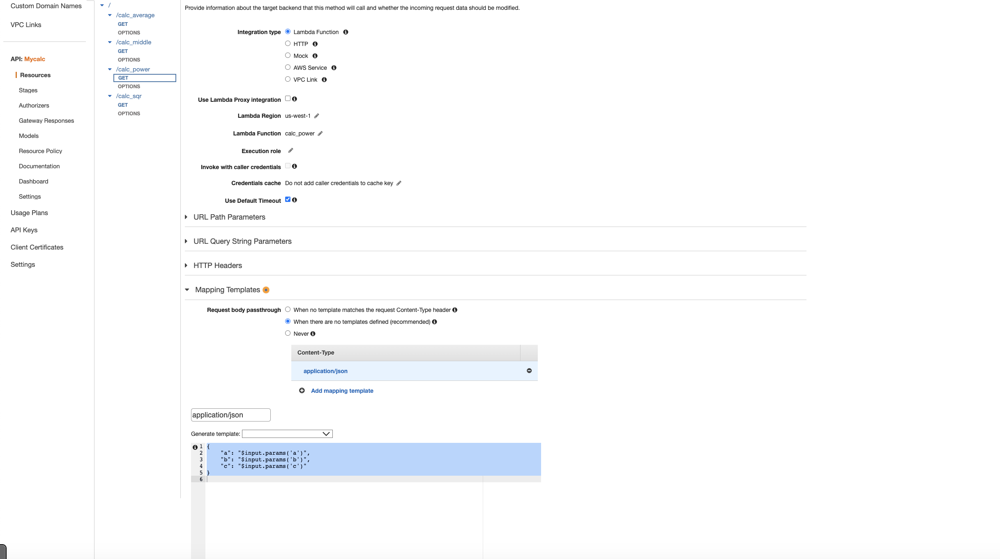 Custom Domain Names
VPC Links
API: Mycalc
Resources
Stages
Authorizers
Gateway Responses
Models
Resource Policy
Documentation
Dashboard
Settings
Usage Plans
API Keys
Client Certificates
Settings
/
/calc_average
GET
OPTIONS
/calc_middle
GET
OPTIONS
/calc_power
GET
OPTIONS
/calc_sqr
GET
OPTIONS
Provide information about the target backend that this method will call and whether the incoming request data should be modified.
Integration type Lambda Function
HTTP
Mock
AWS Service
VPC Link
Use Lambda Proxy integration
Lambda Region us-west-1
Lambda Function calc_power
Execution role
Invoke with caller credentials
Credentials cache Do not add caller credentials to cache key
Use Default Timeout
URL Path Parameters
URL Query String Parameters
HTTP Headers
Mapping Templates
Request body passthrough When no template matches the request Content-Type header
When there are no templates defined (recommended)
Never
Content-Type
application/json
Add mapping template
application/json
Generate template:
1 {
2 "a": "$input.params('a')",
3 "b": "$input.params('b')",
4 "c": "$input.params('c')"
5 }
6